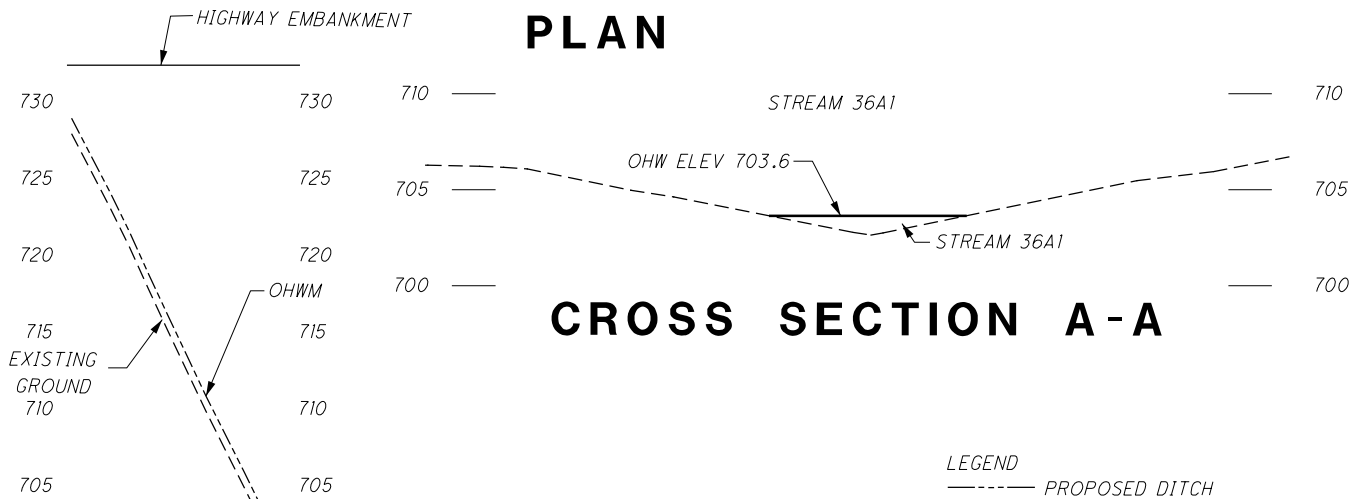 HIGHWAY EMBANKMENT
PLAN
730 730
725 725
720 720
OHWM
715 715
EXISTING
GROUND
710 710
705 705
710 710
STREAM 36A1
OHW ELEV 703.6
705 705
STREAM 36A1
700 700
CROSS SECTION A-A
LEGEND
PROPOSED DITCH